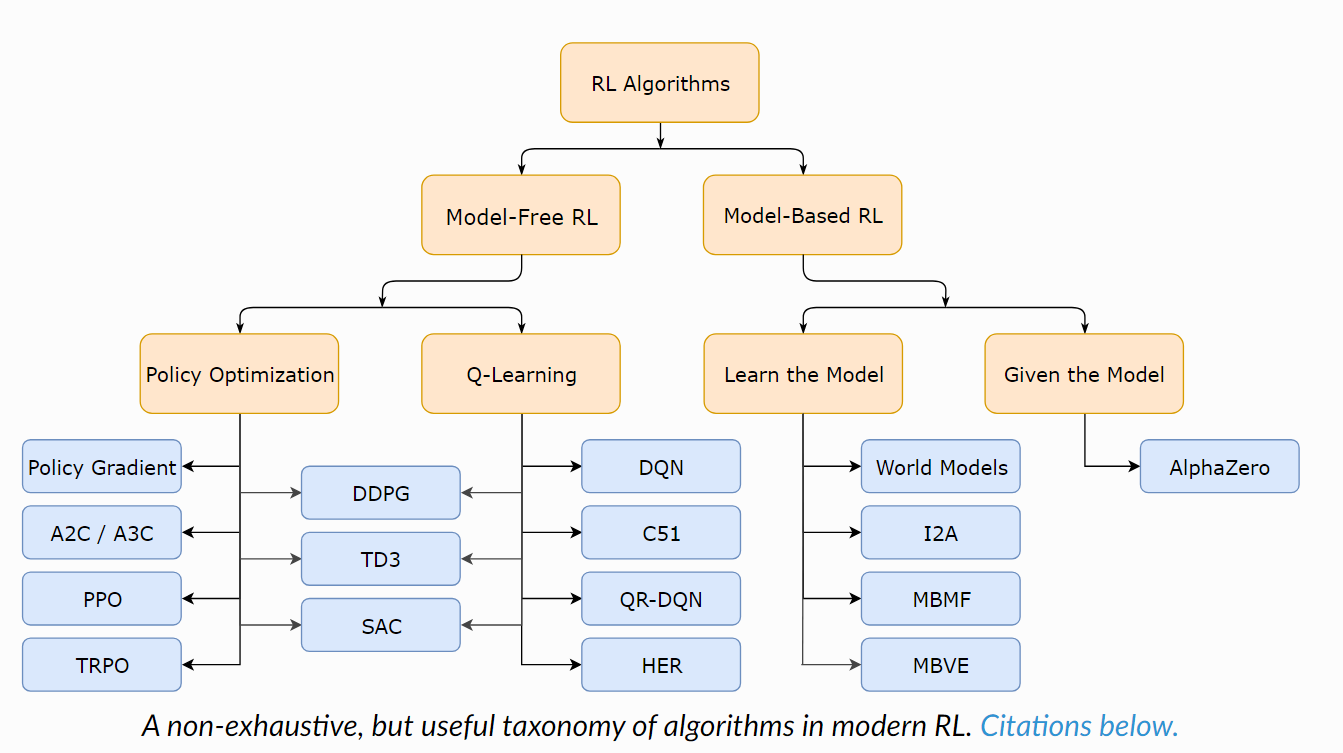 RL Algorithms
Model-Free RL
Model-Based RL
Policy Optimization
Q-Learning
Learn the Model
Given the Model
Policy Gradient
A2C / A3C
PPO
TRPO
DDPG
TD3
SAC
DQN
C51
QR-DQN
HER
World Models
I2A
MBMF
MBVE
AlphaZero
A non-exhaustive, but useful taxonomy of algorithms in modern RL. Citations below.